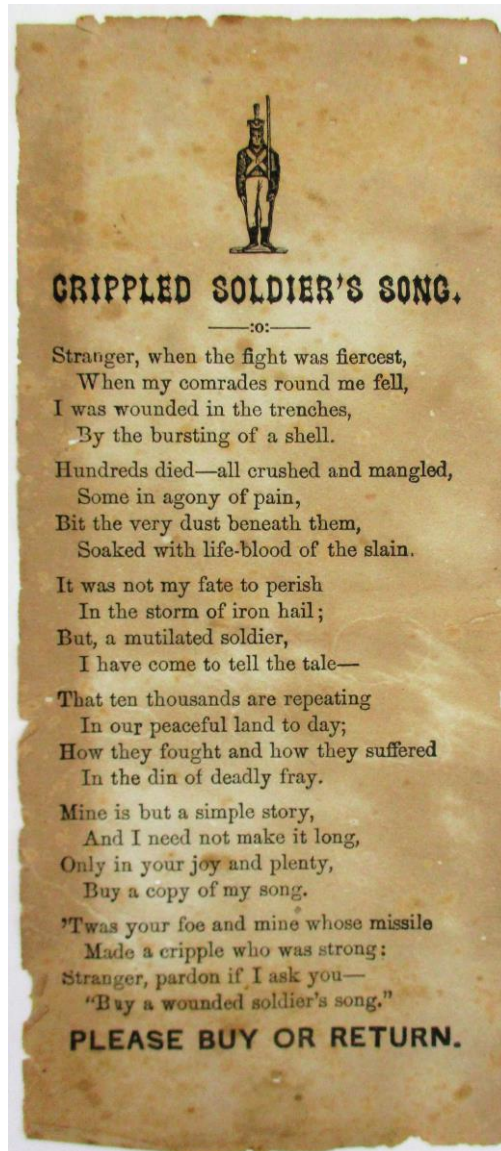 CRIPPLED SOLDIER'S SONG.
——:o:——
Stranger, when the fight was fiercest,
When my comrades round me fell,
I was wounded in the trenches,
By the bursting of a shell.
Hundreds died—all crushed and mangled,
Some in agony of pain,
Bit the very dust beneath them,
Soaked with life-blood of the slain.
It was not my fate to perish
In the storm of iron hail;
But, a mutilated soldier,
I have come to tell the tale—
That ten thousands are repeating
In our peaceful land to day;
How they fought and how they suffered
In the din of deadly fray.
Mine is but a simple story,
And I need not make it long,
Only in your joy and plenty,
Buy a copy of my song.
'Twas your foe and mine whose missile
Made a cripple who was strong:
Stranger, pardon if I ask you—
"Buy a wounded soldier's song."
PLEASE BUY OR RETURN.